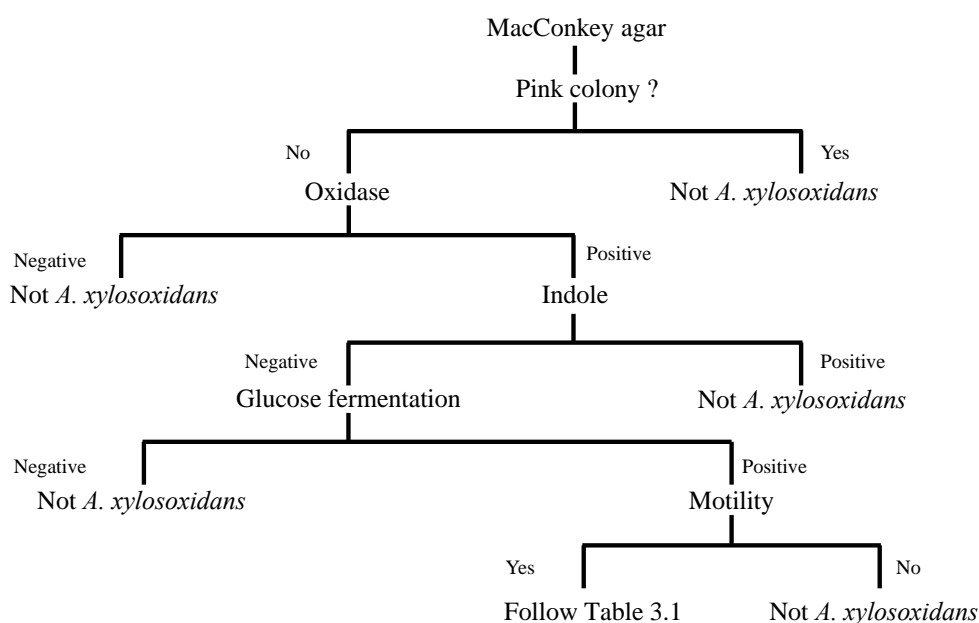 MacConkey agar
Pink colony ?
No
Yes
Oxidase
Not A. xylosoxidans
Negative
Positive
Not A. xylosoxidans
Indole
Negative
Positive
Glucose fermentation
Not A. xylosoxidans
Negative
Positive
Not A. xylosoxidans
Motility
Yes
No
Follow Table 3.1
Not A. xylosoxidans